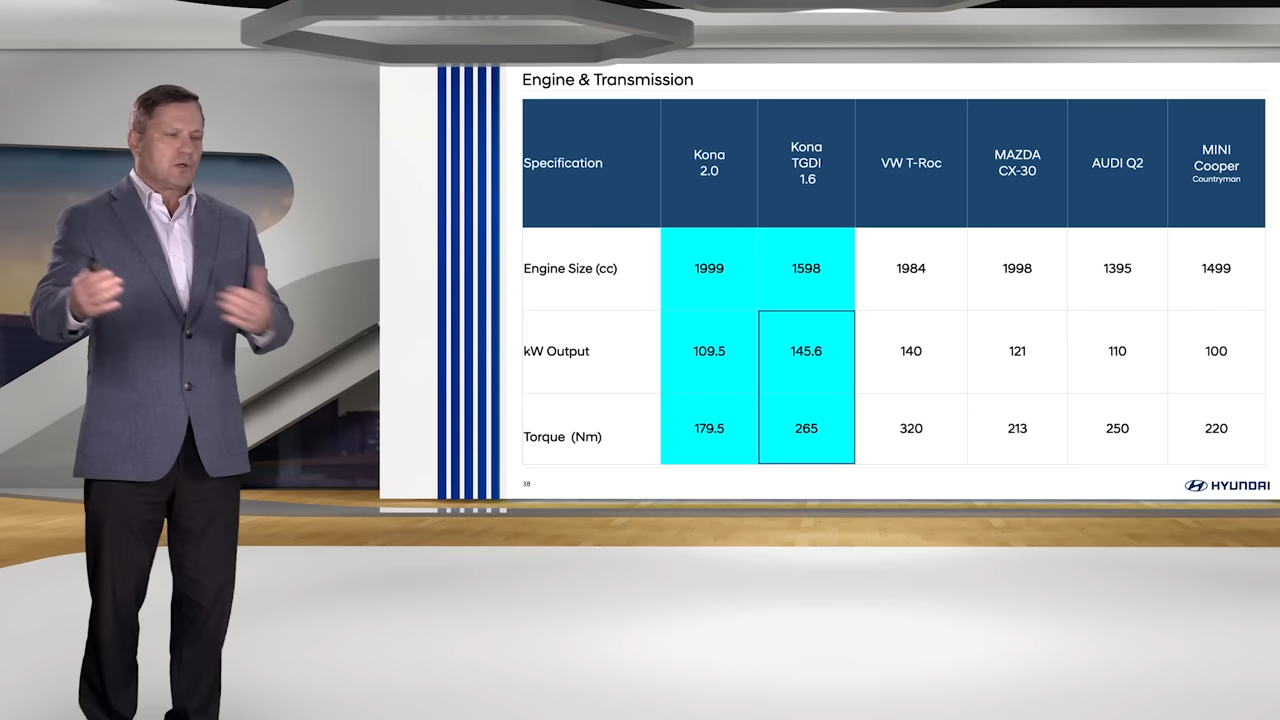 Engine & Transmission
Specification
Kona
2.0
Kona
TGDI
1.6
VW T-Roc
MAZDA
CX-30
AUDI Q2
MINI
Cooper
Countryman
Engine Size (cc) 1999 1598 1984 1998 1395 1499
kW Output 109.5 145.6 140 121 110 100
Torque (Nm) 179.5 265 320 213 250 220
38
HYUNDAI